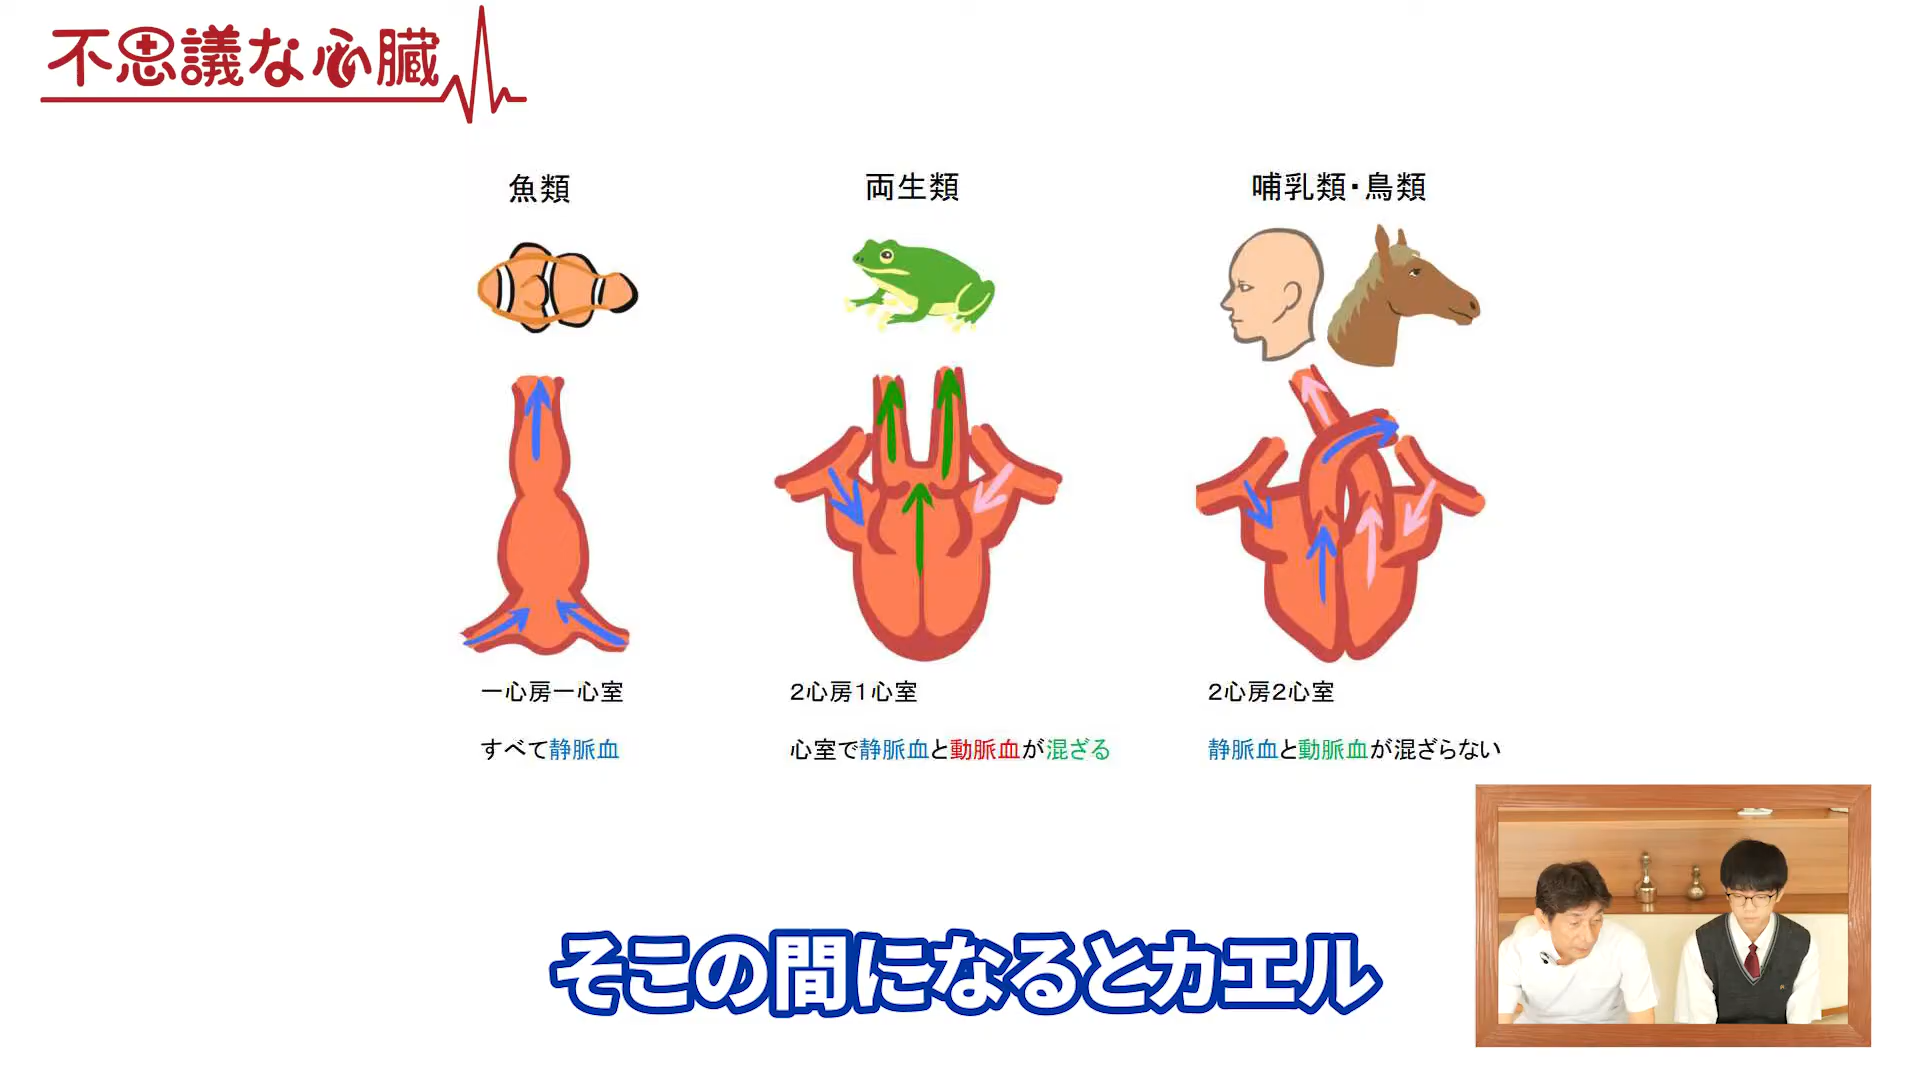 不思議な心臓
魚類
両生類
哺乳類・鳥類
一心房一心室
2心房1心室
2心房2心室
すべて静脈血
心室で静脈血と動脈血が混ざる
静脈血と動脈血が混ざらない
そこの間になるとカエル